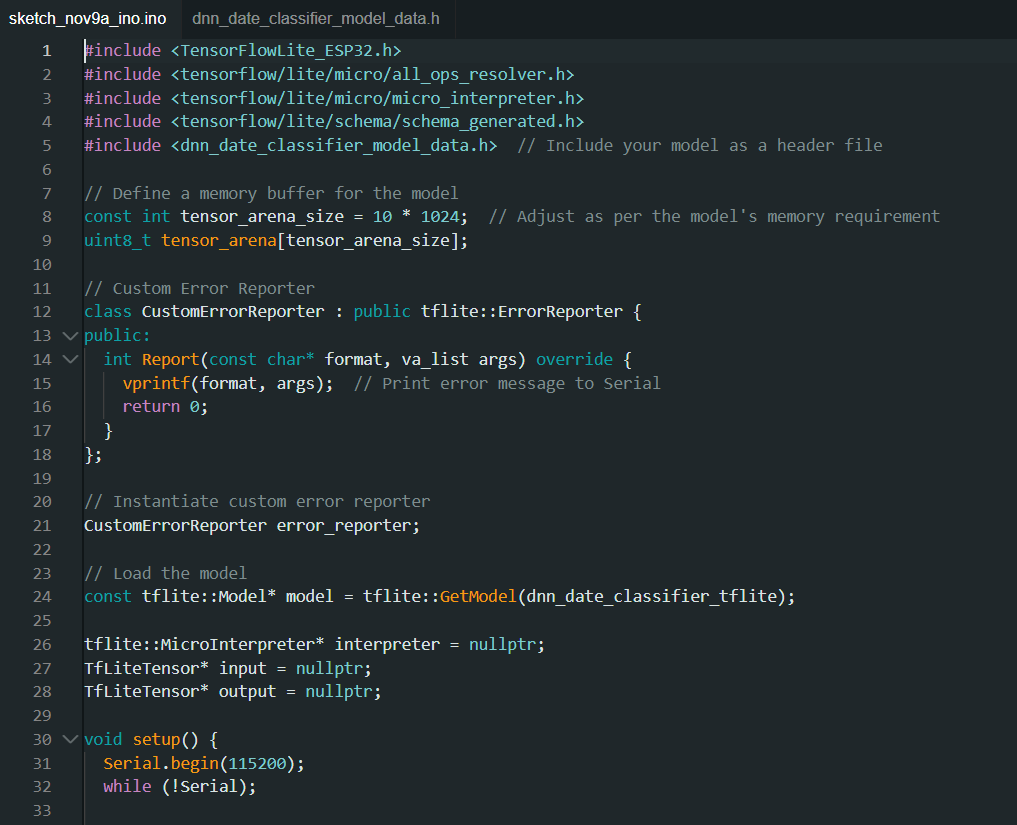 sketch_nov9a_ino.ino dnn_date_classifier_model_data.h
1 #include <TensorFlowLite_ESP32.h>
2 #include <tensorflow/lite/micro/all_ops_resolver.h>
3 #include <tensorflow/lite/micro/micro_interpreter.h>
4 #include <tensorflow/lite/schema/schema_generated.h>
5 #include <dnn_date_classifier_model_data.h>  // Include your model as a header file
6
7 // Define a memory buffer for the model
8 const int tensor_arena_size = 10 * 1024;  // Adjust as per the model's memory requirement
9 uint8_t tensor_arena[tensor_arena_size];
10
11 // Custom Error Reporter
12 class CustomErrorReporter : public tflite::ErrorReporter {
13 public:
14   int Report(const char* format, va_list args) override {
15     vprintf(format, args);  // Print error message to Serial
16     return 0;
17   }
18 };
19
20 // Instantiate custom error reporter
21 CustomErrorReporter error_reporter;
22
23 // Load the model
24 const tflite::Model* model = tflite::GetModel(dnn_date_classifier_tflite);
25
26 tflite::MicroInterpreter* interpreter = nullptr;
27 TfLiteTensor* input = nullptr;
28 TfLiteTensor* output = nullptr;
29
30 void setup() {
31   Serial.begin(115200);
32   while (!Serial);
33